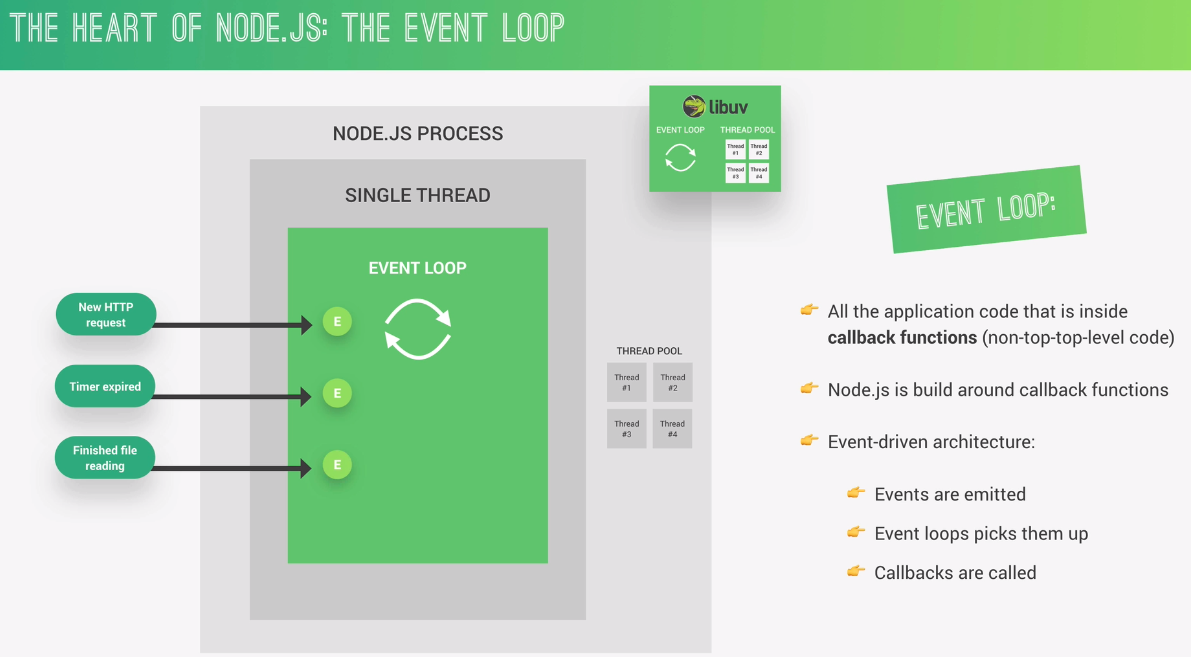 THE HEART OF NODE.JS: THE EVENT LOOP
libuv
EVENT LOOP
THREAD POOL
Thread
#1
Thread
#2
Thread
#3
Thread
#4
NODE.JS PROCESS
SINGLE THREAD
EVENT LOOP
New HTTP
request
E
Timer expired
E
Finished file
reading
E
THREAD POOL
Thread
#1
Thread
#2
Thread
#3
Thread
#4
EVENT LOOP:
All the application code that is inside
callback functions (non-top-top-level code)
Node.js is build around callback functions
Event-driven architecture:
Events are emitted
Event loops picks them up
Callbacks are called